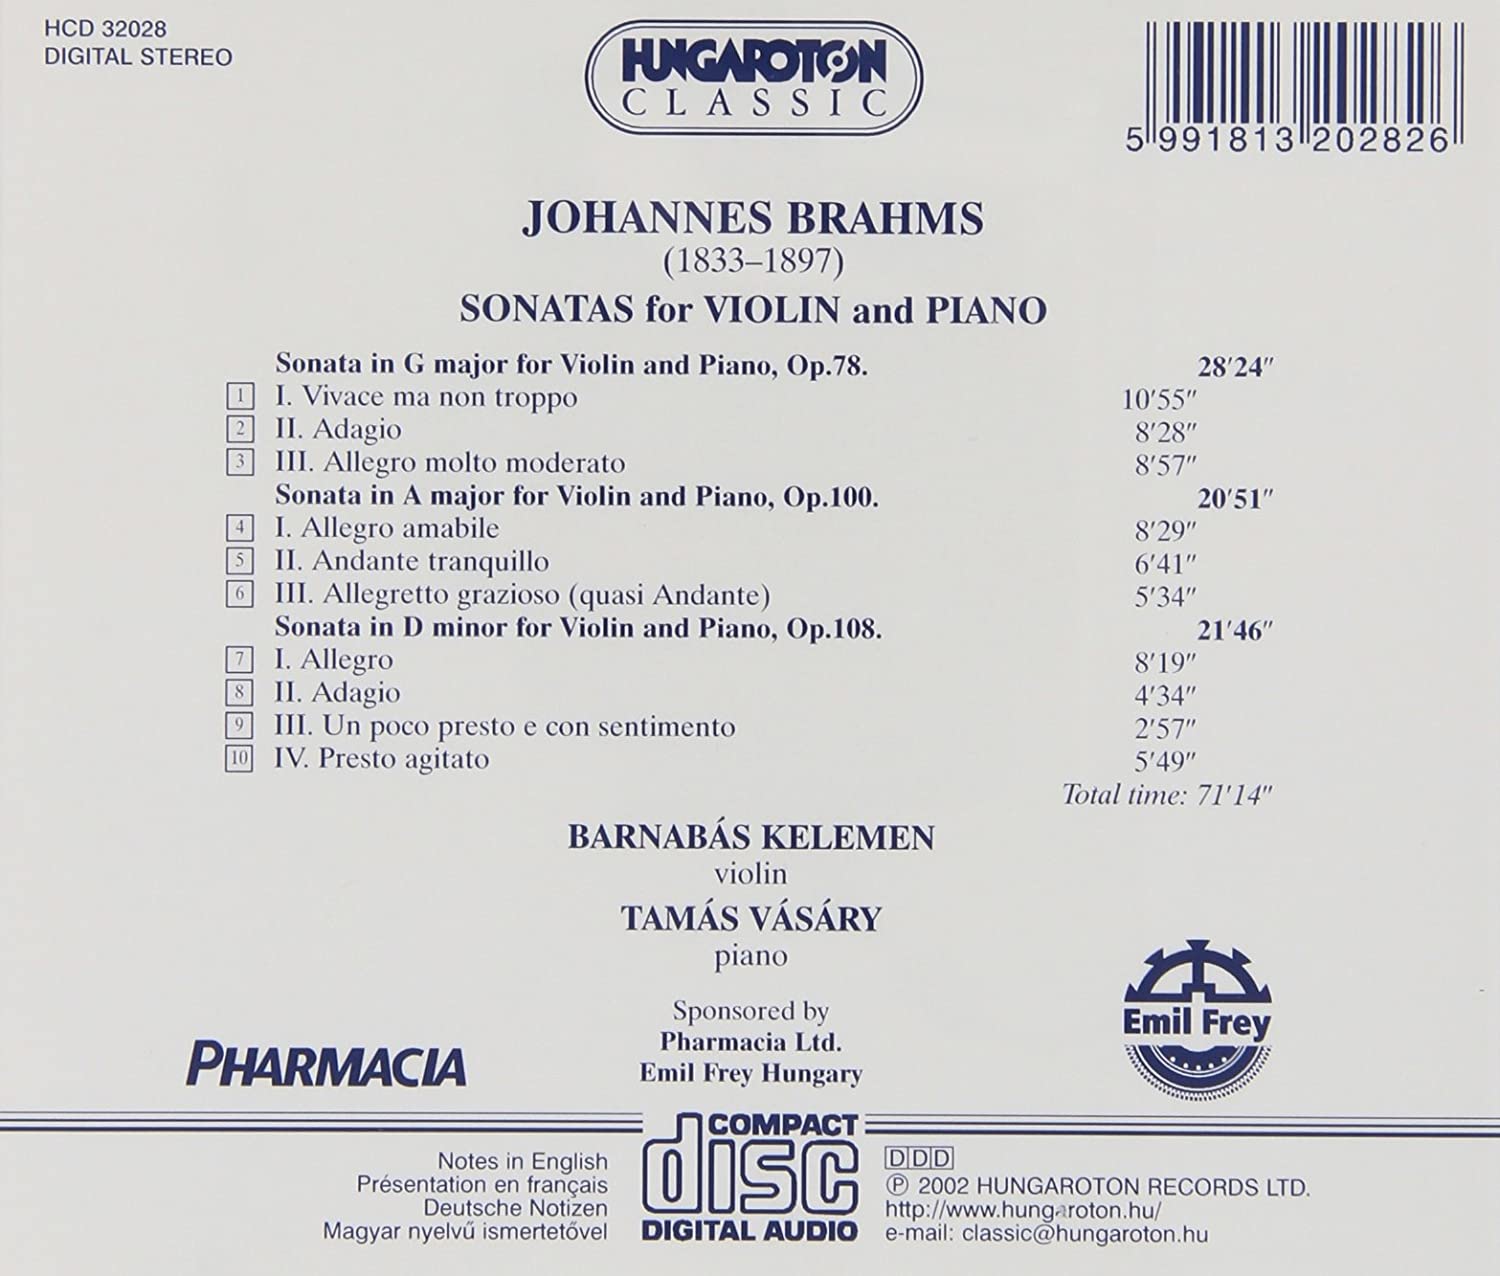 HCD 32028
DIGITAL STEREO
HUNGAROTON
CLASSIC
5 991813 202826
JOHANNES BRAHMS
(1833–1897)
SONATAS for VIOLIN and PIANO
Sonata in G major for Violin and Piano, Op.78. 28'24"
1 I. Vivace ma non troppo 10'55"
2 II. Adagio 8'28"
3 III. Allegro molto moderato 8'57"
Sonata in A major for Violin and Piano, Op.100. 20'51"
4 I. Allegro amabile 8'29"
5 II. Andante tranquillo 6'41"
6 III. Allegretto grazioso (quasi Andante) 5'34"
Sonata in D minor for Violin and Piano, Op.108. 21'46"
7 I. Allegro 8'19"
8 II. Adagio 4'34"
9 III. Un poco presto e con sentimento 2'57"
10 IV. Presto agitato 5'49"
Total time: 71'14"
BARNABÁS KELEMEN
violin
TAMÁS VÁSÁRY
piano
Sponsored by
Pharmacia Ltd.
Emil Frey Hungary
PHARMACIA
Emil Frey
Notes in English
Présentation en français
Deutsche Notizen
Magyar nyelvű ismertetővel
COMPACT
disc
DIGITAL AUDIO
DDD
℗ 2002 HUNGAROTON RECORDS LTD.
http://www.hungaroton.hu/
e-mail: classic@hungaroton.hu